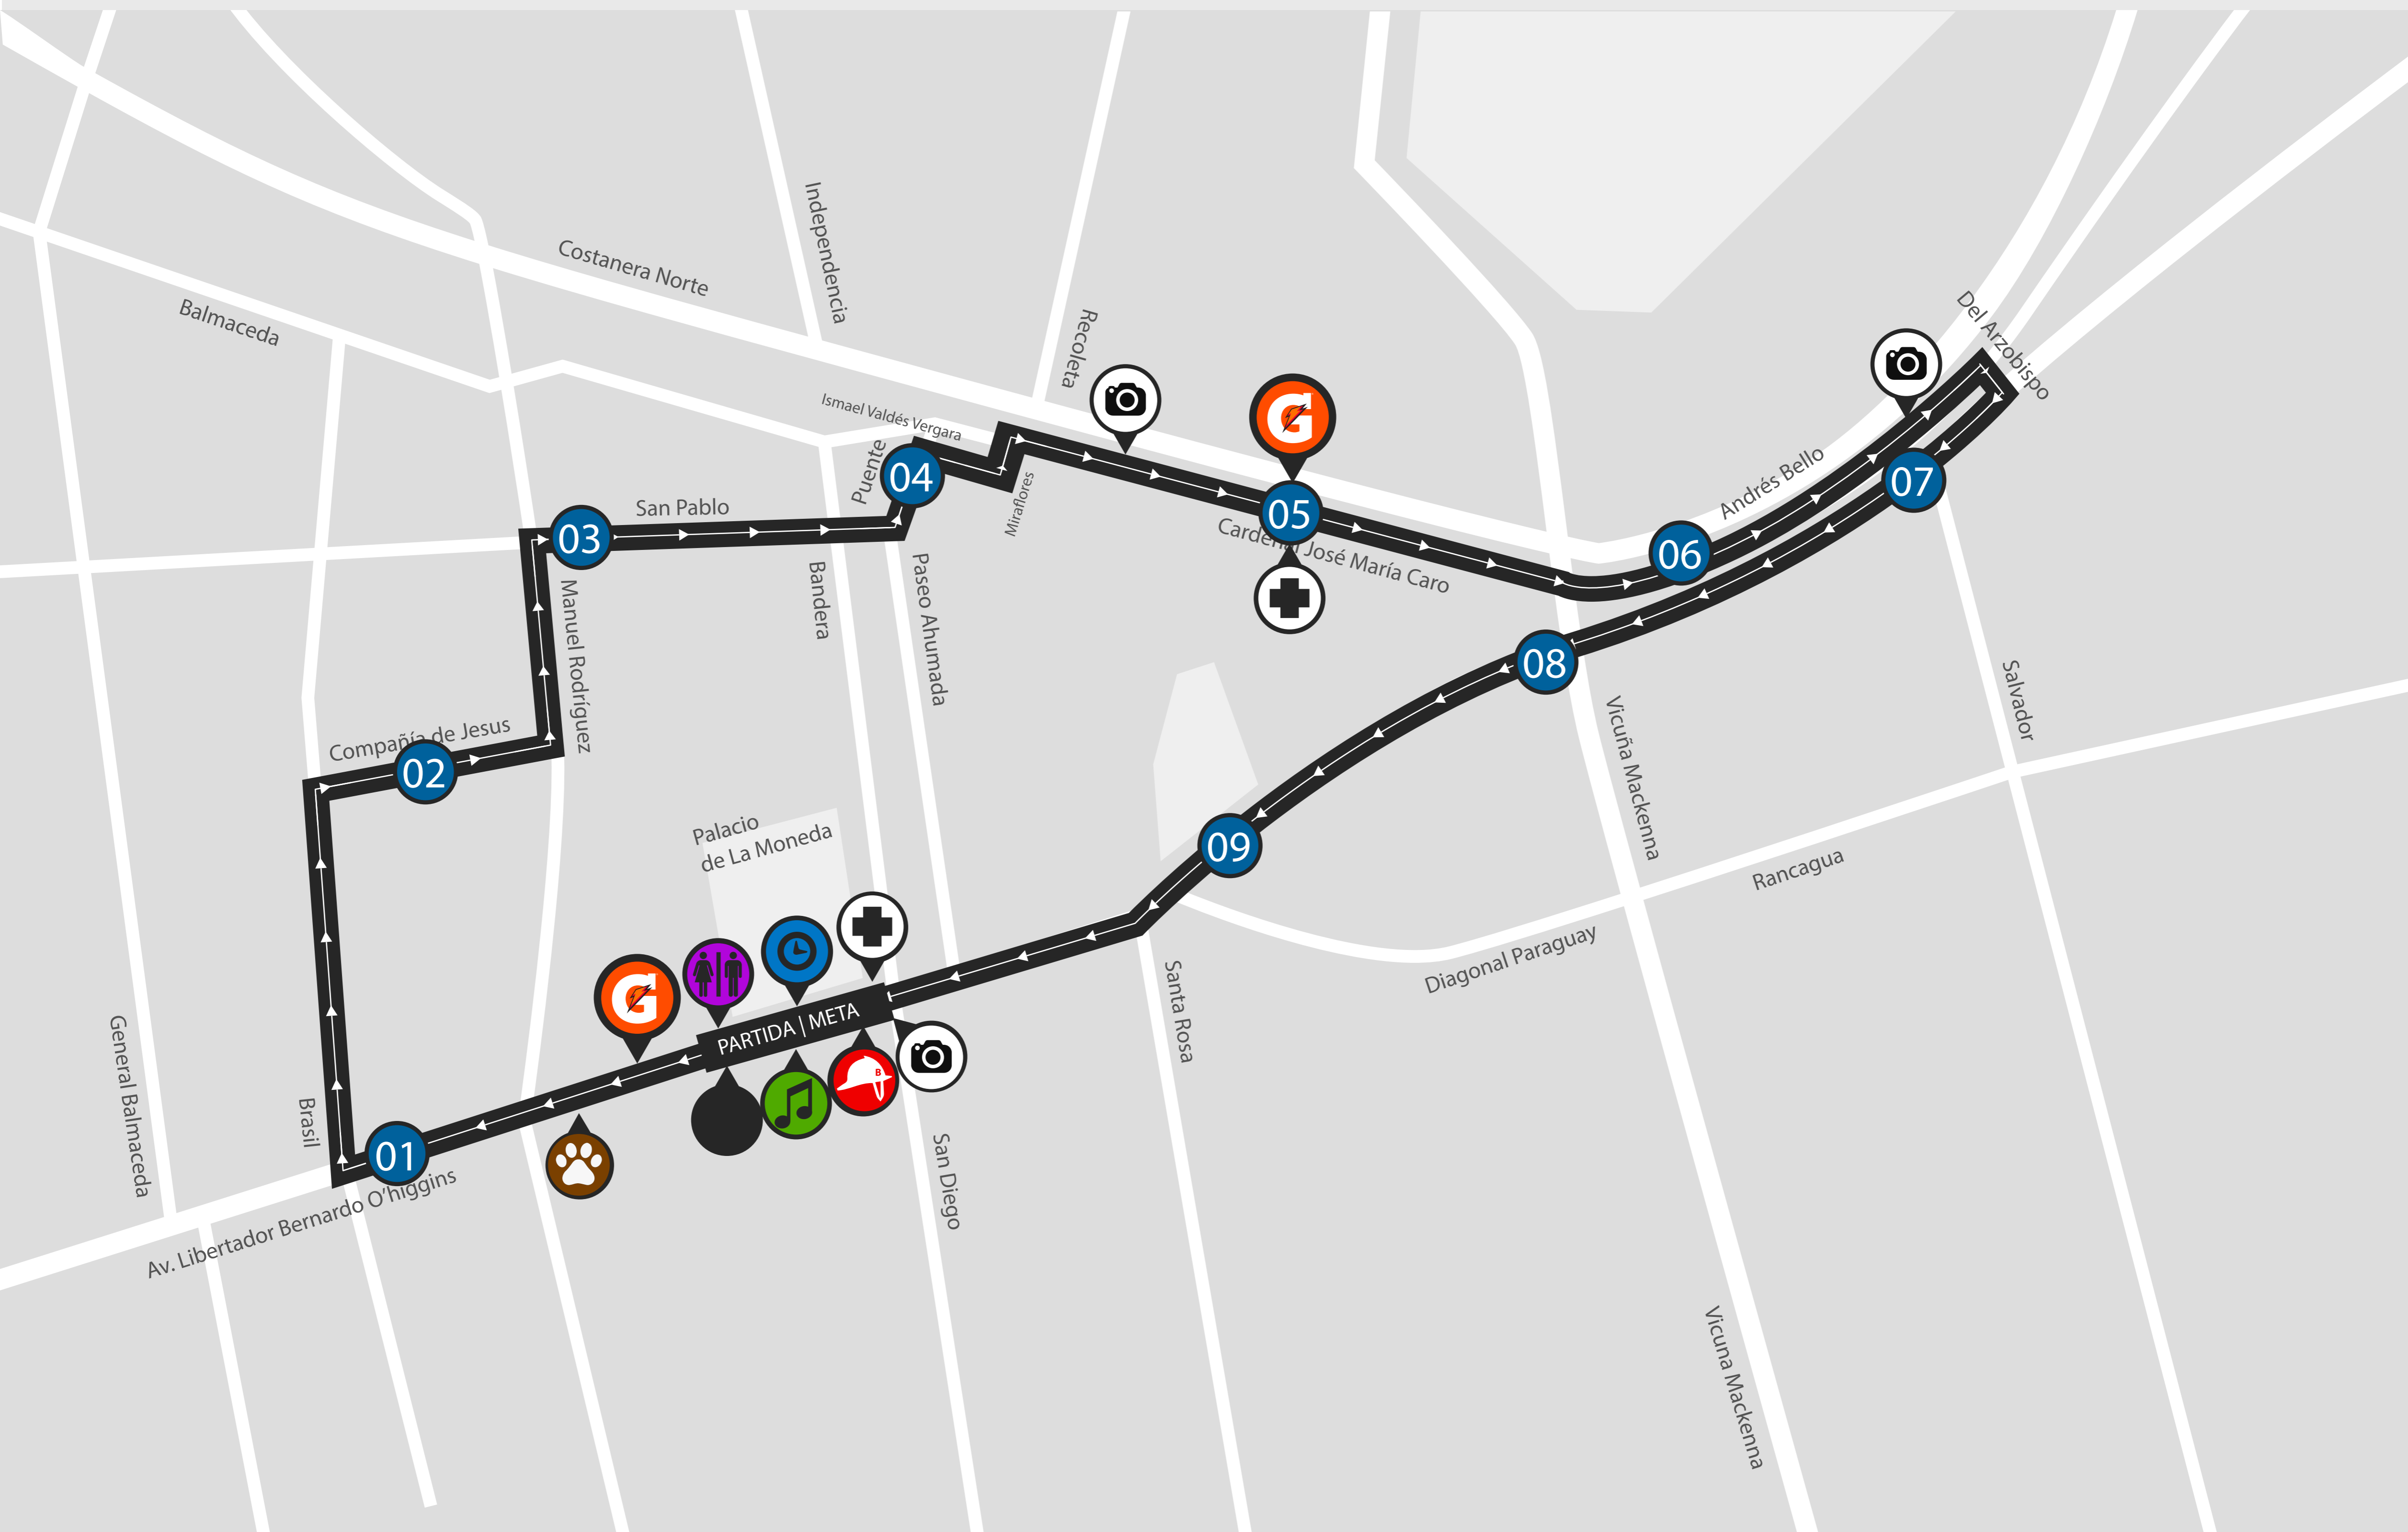 Independencia
Costanera Norte
Balmaceda
Recoleta
Del Arzobispo
Ismael Valdés Vergara
Puente
04
Miraflores
G
05
Cardenal José María Caro
Andrés Bello
06
07
San Pablo
03
Manuel Rodríguez
Bandera
Paseo Ahumada
08
Vicuña Mackenna
Salvador
Compañía de Jesus
02
Palacio
de La Moneda
09
Rancagua
Diagonal Paraguay
Santa Rosa
G
PARTIDA | META
B
General Balmaceda
Brasil
01
Av. Libertador Bernardo O'higgins
San Diego
Vicuna Mackenna